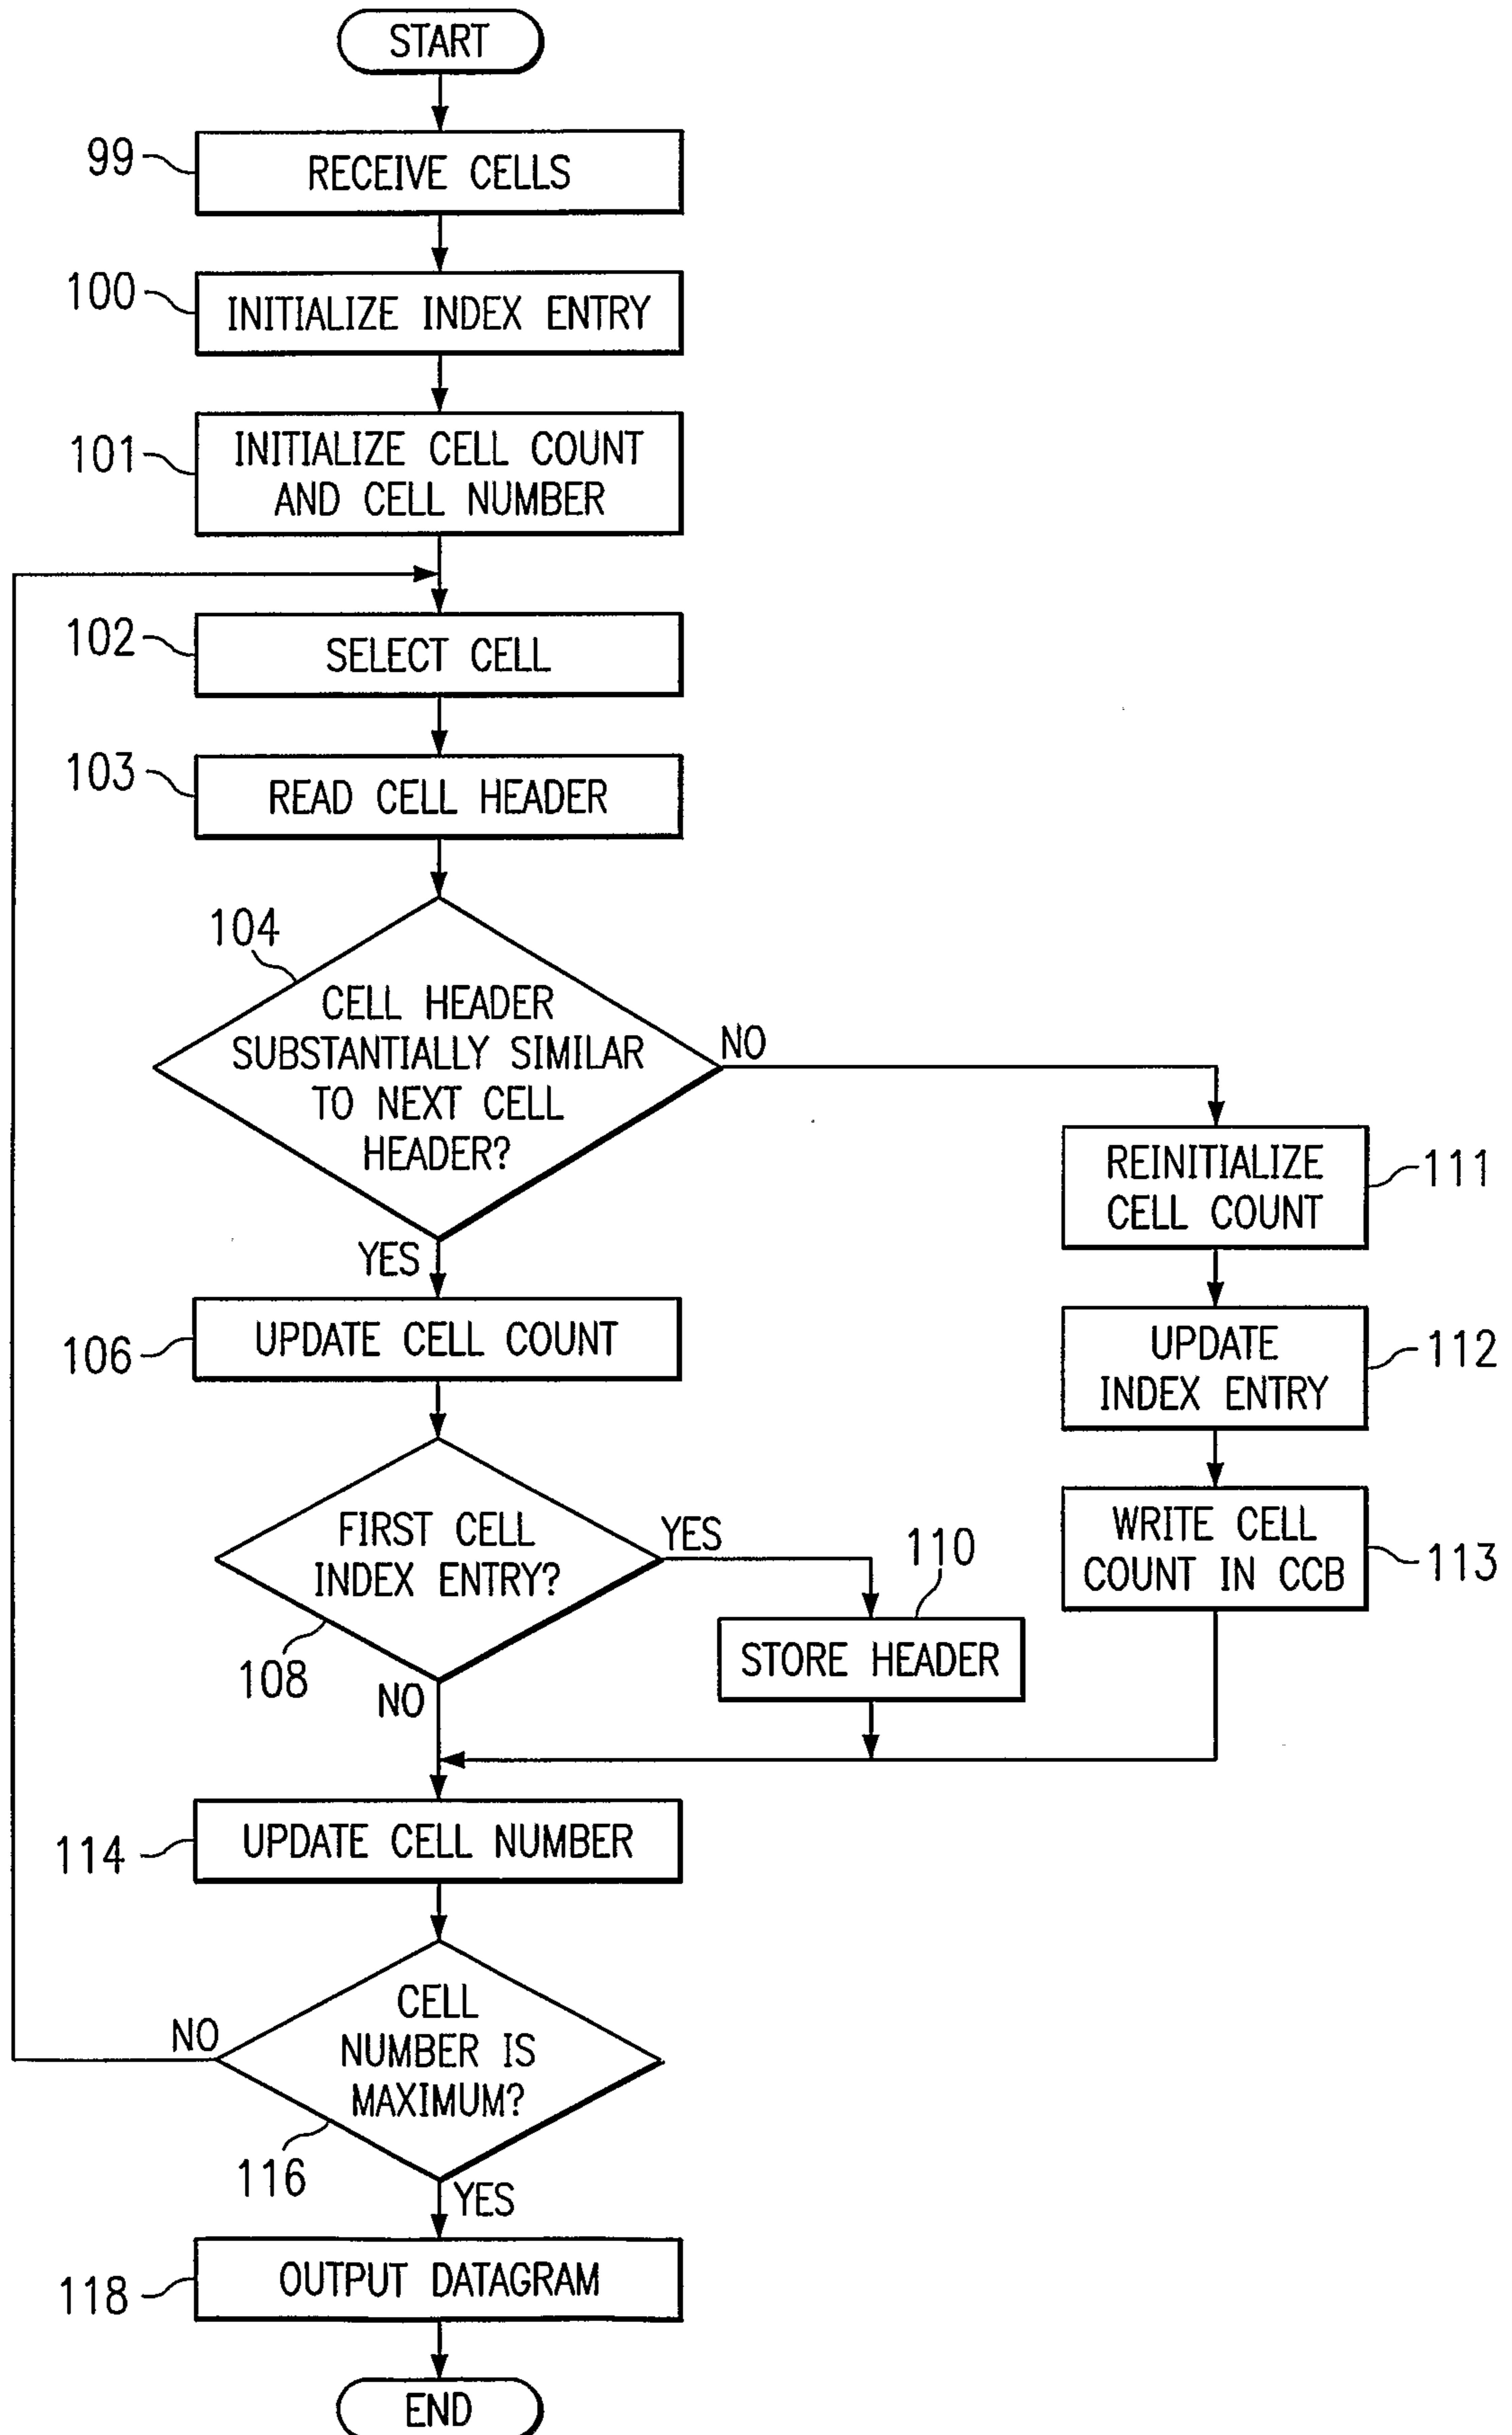 START
99
RECEIVE CELLS
100
INITIALIZE INDEX ENTRY
101
INITIALIZE CELL COUNT
AND CELL NUMBER
102
SELECT CELL
103
READ CELL HEADER
104
CELL HEADER
SUBSTANTIALLY SIMILAR
TO NEXT CELL
HEADER?
NO
YES
REINITIALIZE
CELL COUNT
111
106
UPDATE CELL COUNT
UPDATE
INDEX ENTRY
112
FIRST CELL
INDEX ENTRY?
108
YES
NO
110
STORE HEADER
WRITE CELL
COUNT IN CCB
113
114
UPDATE CELL NUMBER
CELL
NUMBER IS
MAXIMUM?
NO
116
YES
118
OUTPUT DATAGRAM
END